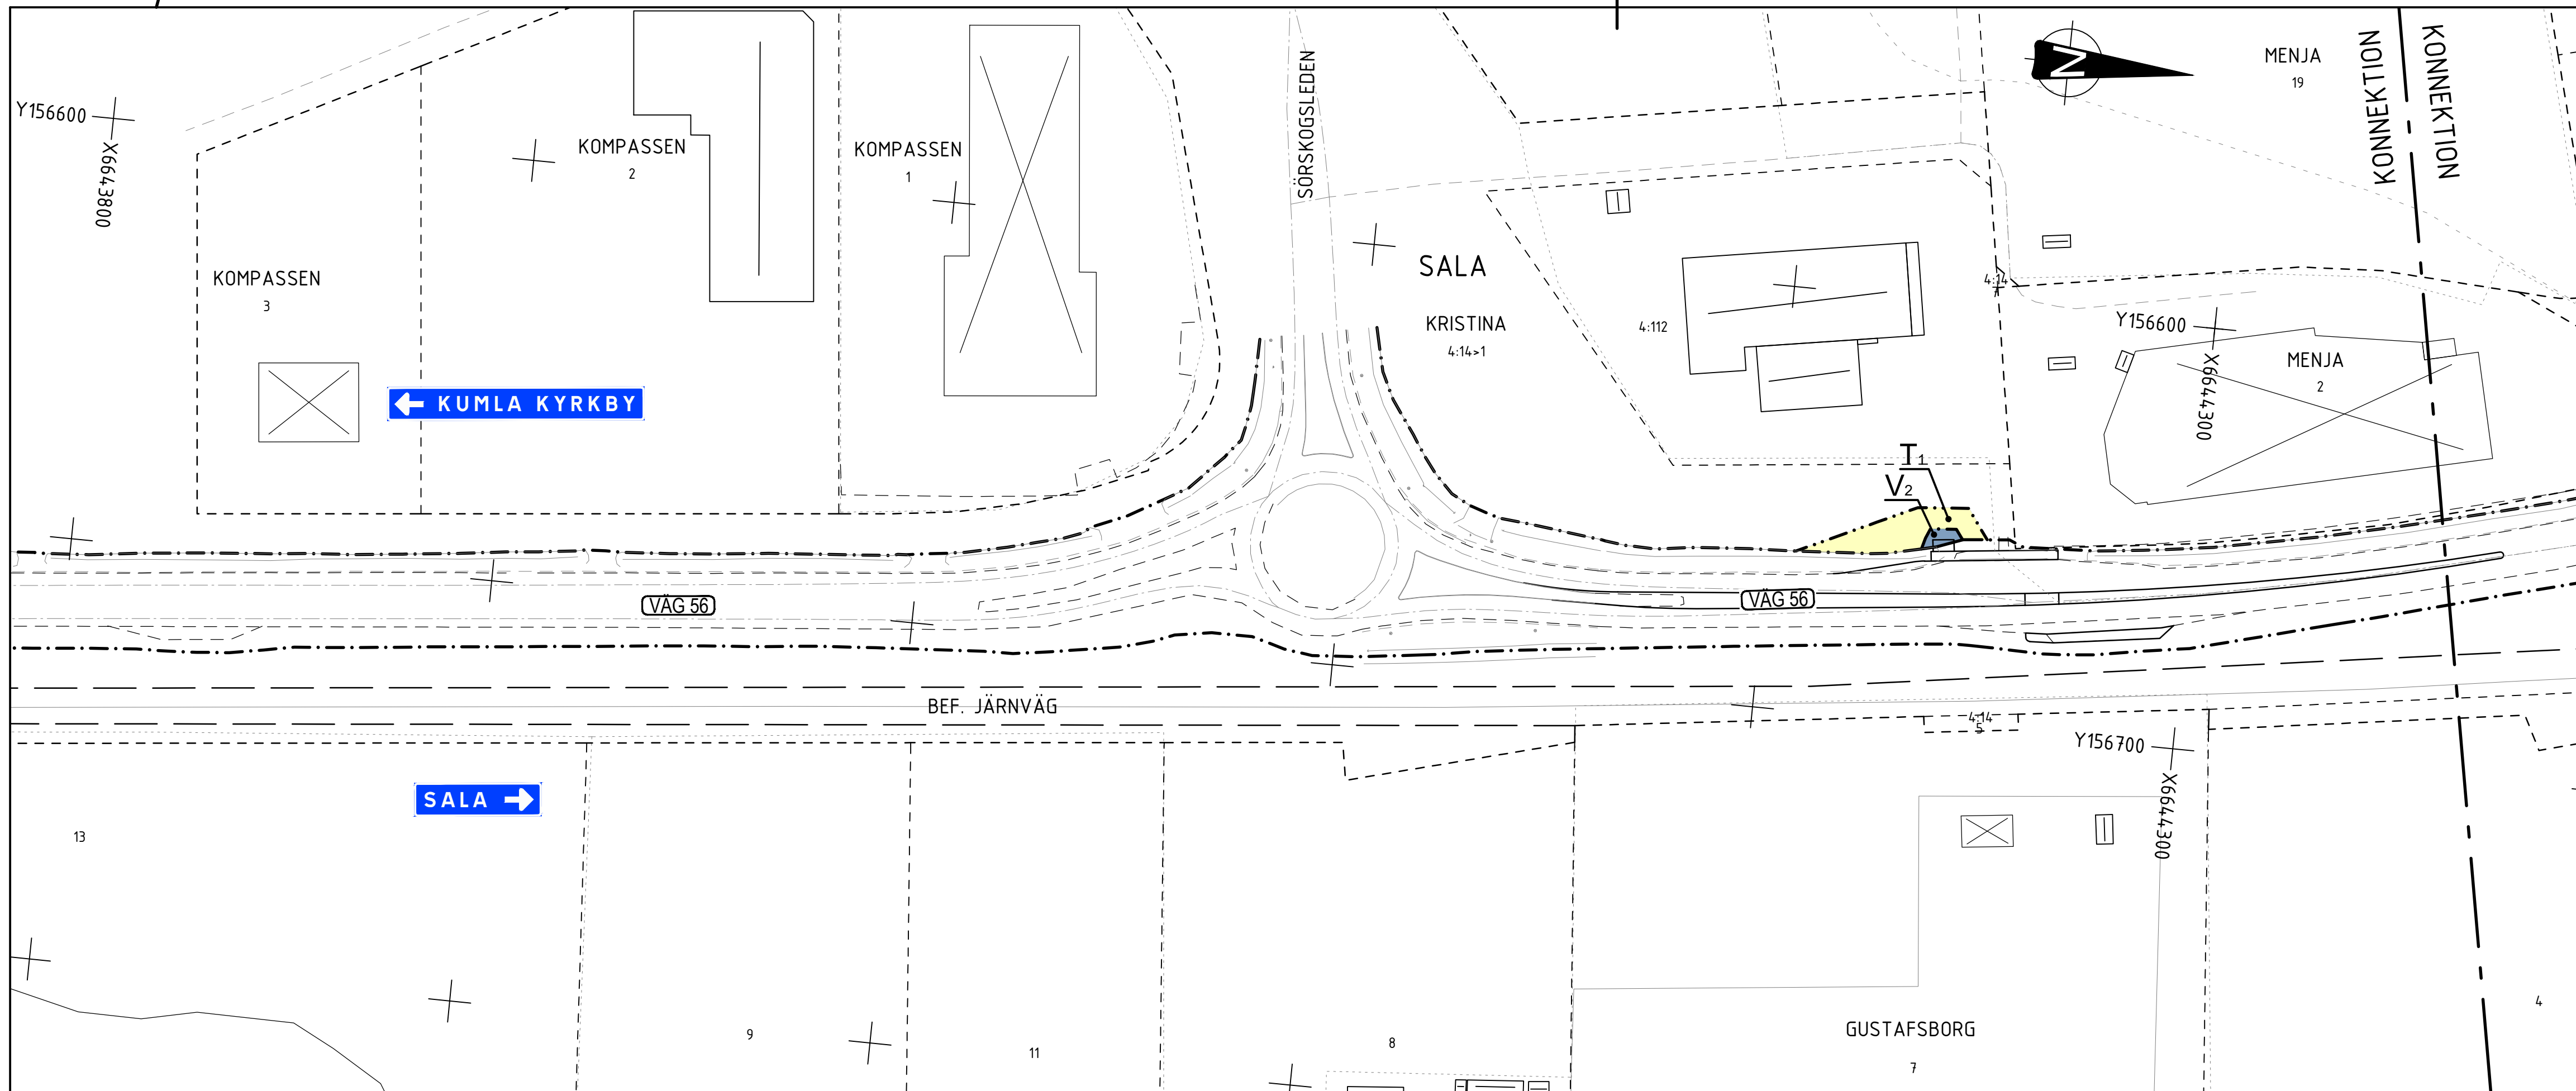 Y156600
X6643800
KOMPASSEN
2
KOMPASSEN
1
SÖRSKOGSLEDEN
N
MENJA
19
KONNEKTION
KONNEKTION
KOMPASSEN
3
SALA
KRISTINA
4:14>1
4:112
4:14
Y156600
X6644300
MENJA
2
KUMLA KYRKBY
T1
V2
VÄG 56
VÄG 56
BEF. JÄRNVÄG
4:14
5
Y156700
X6644300
SALA
13
9
11
8
GUSTAFSBORG
7
4